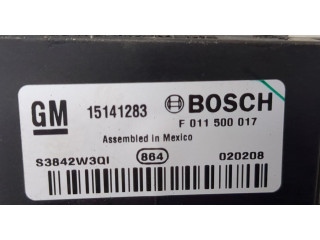 GM 15141283 BOSCH
F 011 500 017
Assembled in Mexico
S3842W3QI 864 020208